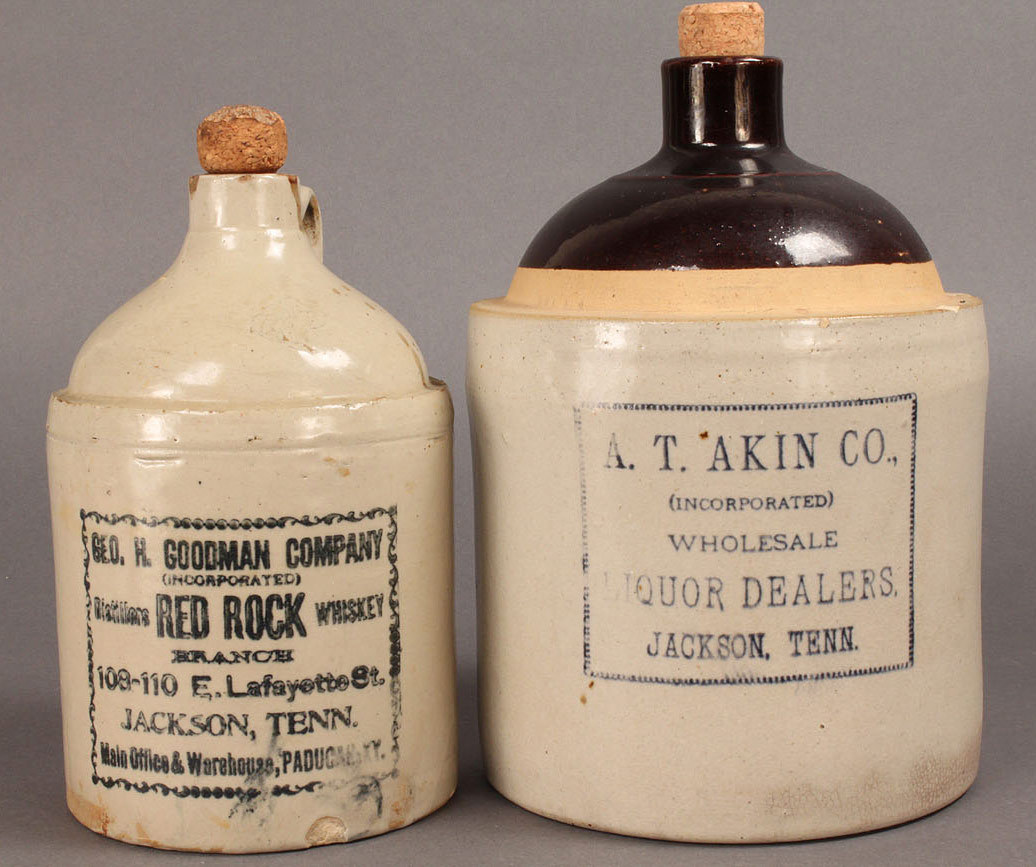 GEO. H. GOODMAN COMPANY
(INCORPORATED)
Distillers RED ROCK WHISKEY
BRANCH
108-110 E. Lafayette St.
JACKSON, TENN.
Main Office & Warehouse, PADUCAH, KY.
A. T. AKIN CO.,
(INCORPORATED)
WHOLESALE
LIQUOR DEALERS,
JACKSON, TENN.